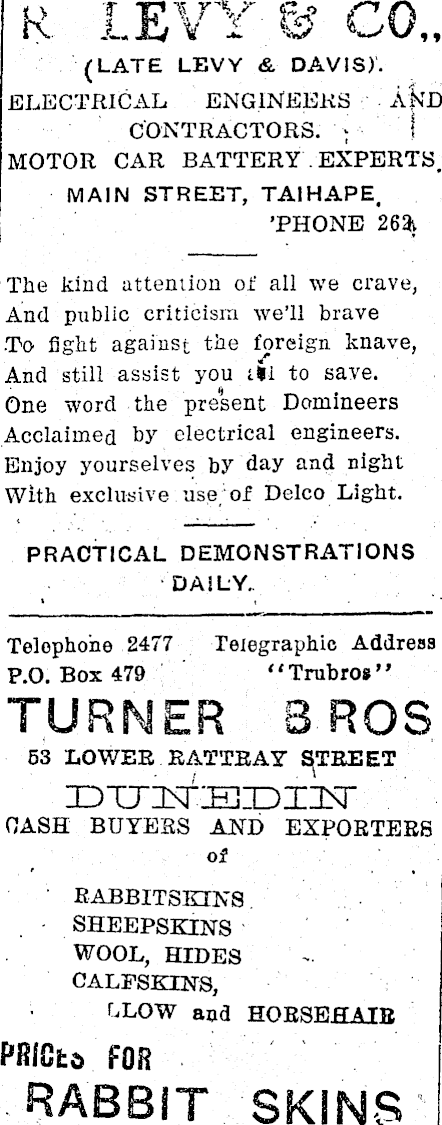 R LEVY & CO.,
(LATE LEVY & DAVIS).
ELECTRICAL ENGINEERS AND
CONTRACTORS.
MOTOR CAR BATTERY EXPERTS.
MAIN STREET, TAIHAPE.
'PHONE 262.
The kind attention of all we crave,
And public criticism we'll brave
To fight against the foreign knave,
And still assist you to save.
One word the present Domineers
Acclaimed by electrical engineers.
Enjoy yourselves by day and night
With exclusive use of Delco Light.
PRACTICAL DEMONSTRATIONS
DAILY.
Telephone 2477 Telegraphic Address
P.O. Box 479 "Trubros"
TURNER BROS
53 LOWER RATTRAY STREET
DUNEDIN
CASH BUYERS AND EXPORTERS
of
RABBITSKINS
SHEEPSKINS
WOOL, HIDES
CALFSKINS,
LLOW and HORSEHAIR
PRICES FOR
RABBIT SKINS